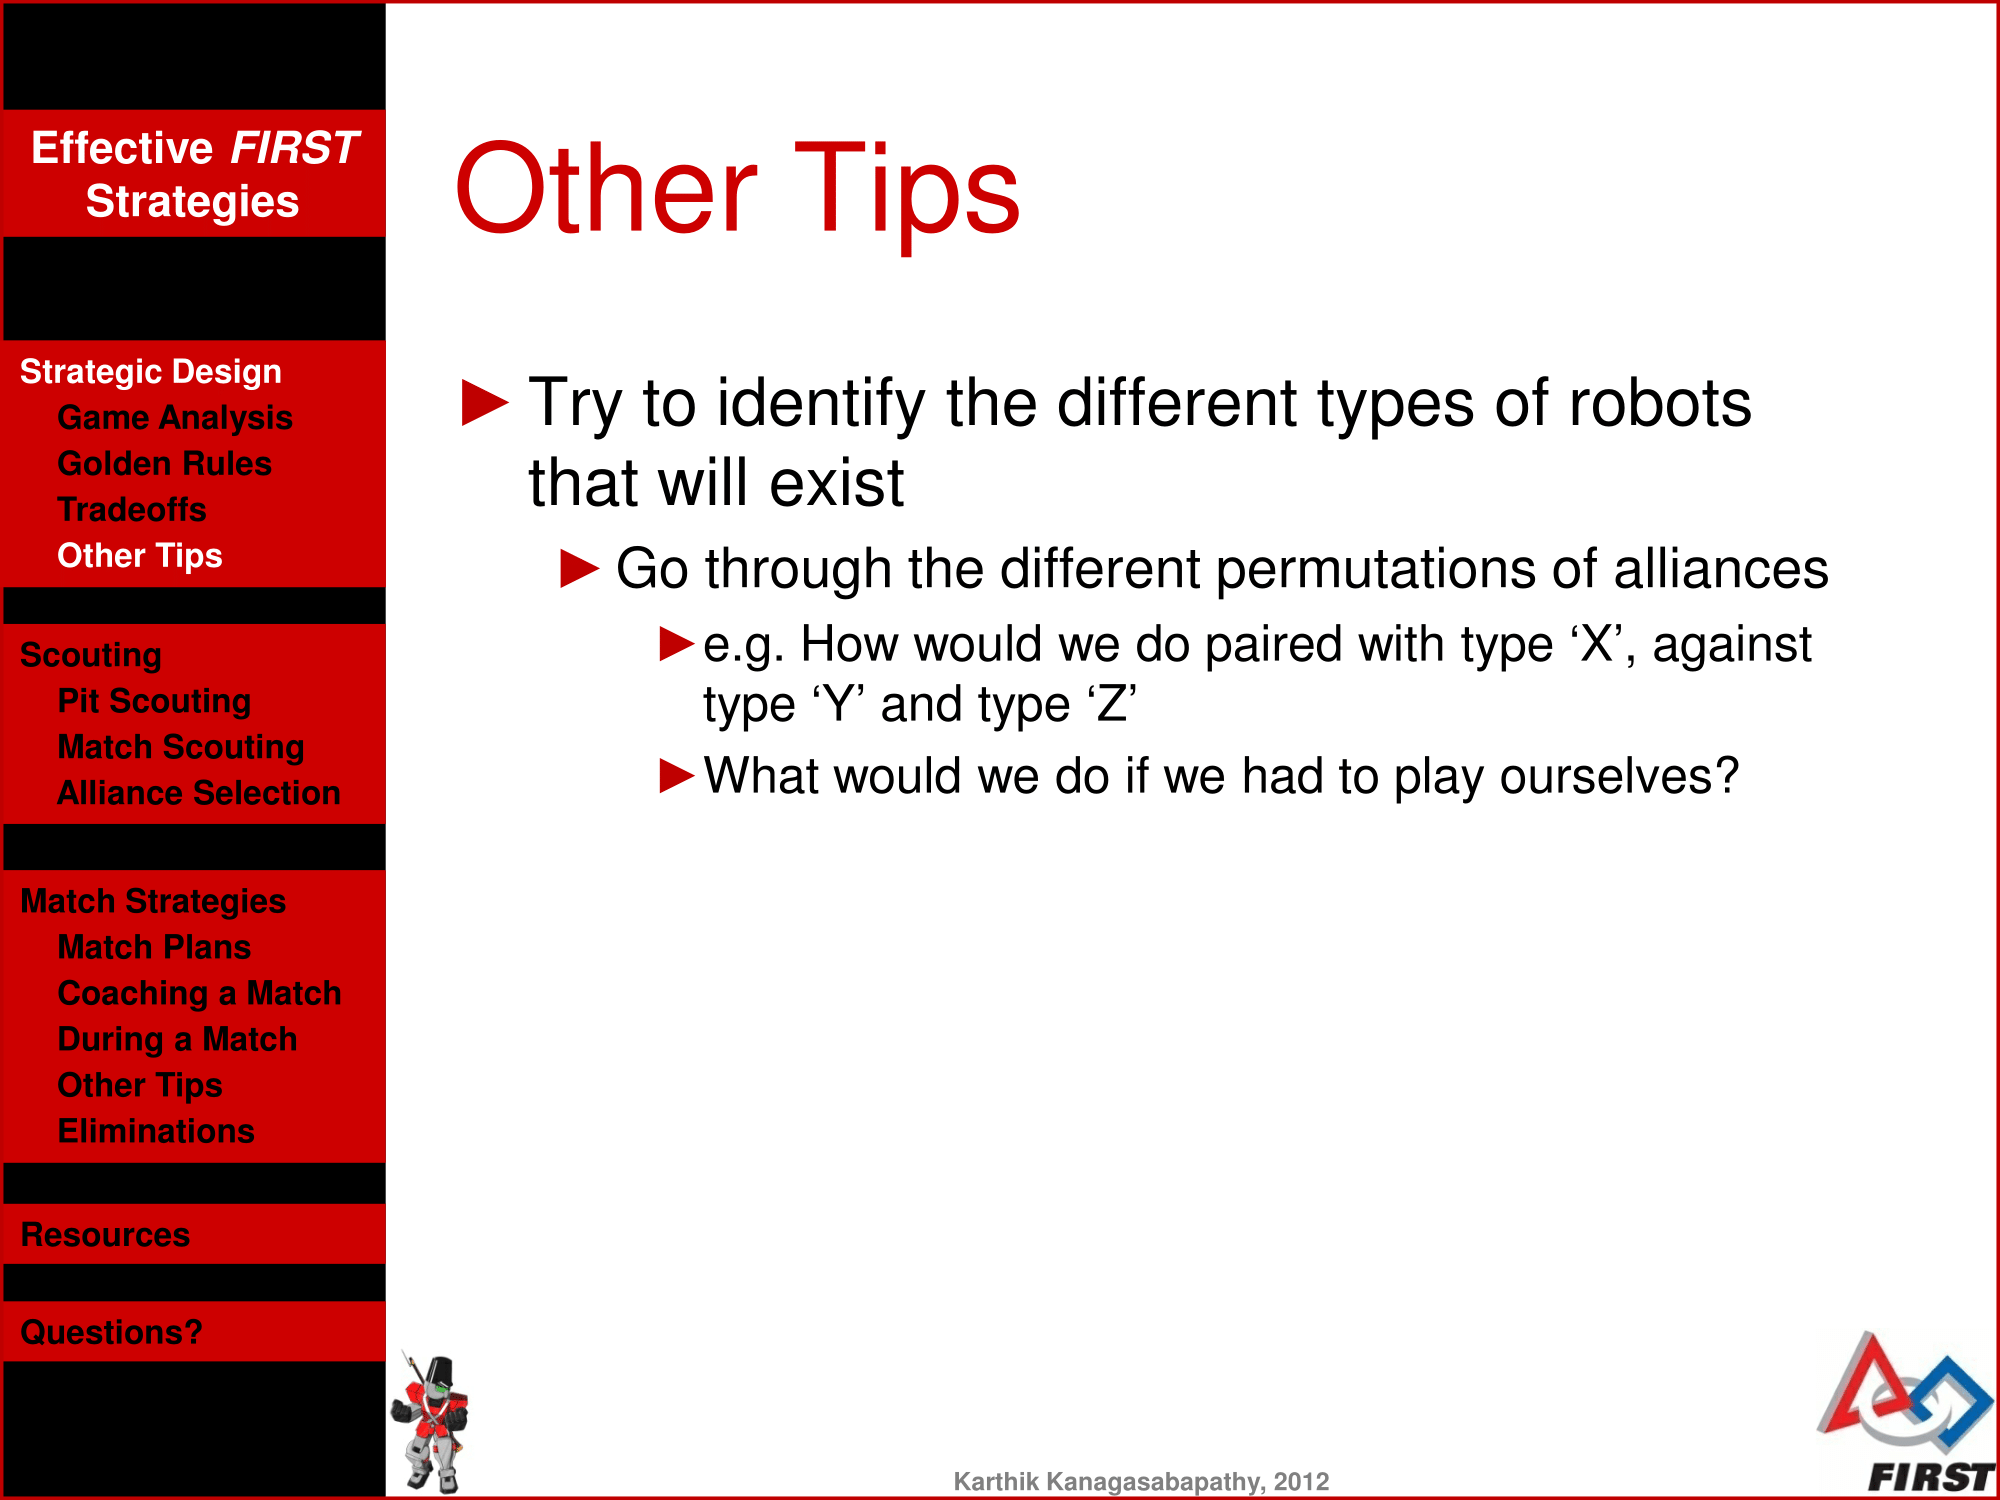 Effective FIRST
Strategies
Strategic Design
Game Analysis
Golden Rules
Tradeoffs
Other Tips
Scouting
Pit Scouting
Match Scouting
Alliance Selection
Match Strategies
Match Plans
Coaching a Match
During a Match
Other Tips
Eliminations
Resources
Questions?
Other Tips
Try to identify the different types of robots
that will exist
Go through the different permutations of alliances
e.g. How would we do paired with type ‘X’, against
type ‘Y’ and type ‘Z’
What would we do if we had to play ourselves?
Karthik Kanagasabapathy, 2012
FIRST